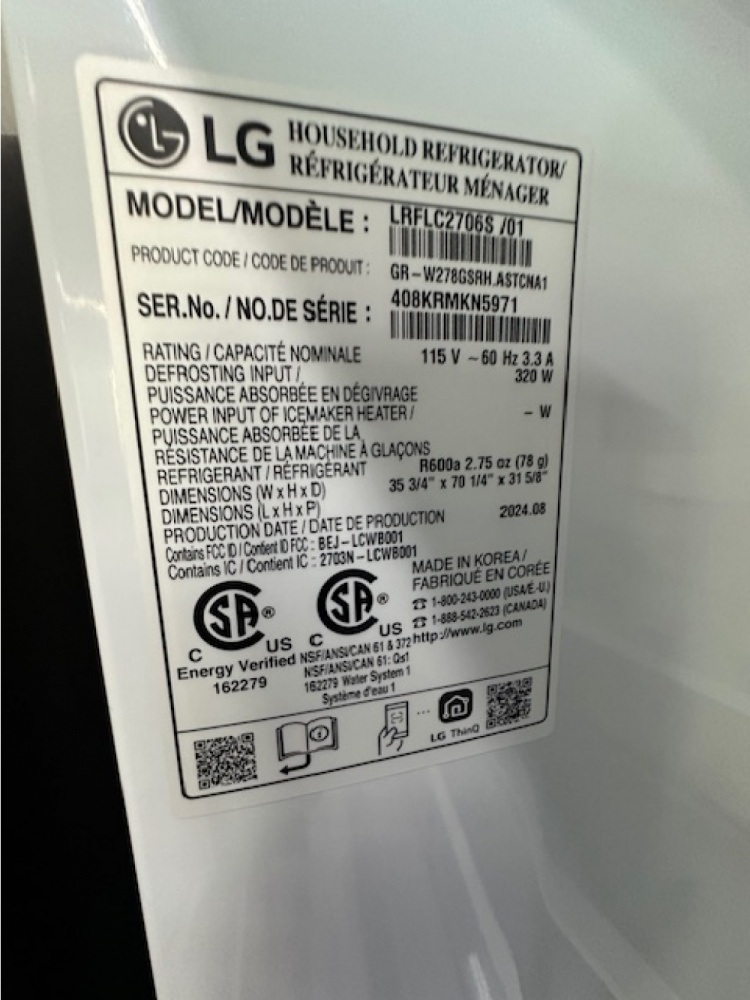 LG HOUSEHOLD REFRIGERATOR/
RÉFRIGÉRATEUR MÉNAGER
MODEL/MODÈLE : LRFLC2706S /01
PRODUCT CODE / CODE DE PRODUIT : GR-W278GSRH.ASTCNA1
SER.No. / NO.DE SÉRIE : 408KRMKN5971
RATING / CAPACITÉ NOMINALE 115 V ~ 60 Hz 3.3 A
DEFROSTING INPUT / 320 W
PUISSANCE ABSORBÉE EN DÉGIVRAGE
POWER INPUT OF ICEMAKER HEATER / - W
PUISSANCE ABSORBÉE DE LA
RÉSISTANCE DE LA MACHINE À GLAÇONS
REFRIGERANT / RÉFRIGÉRANT R600a 2.75 oz (78 g)
DIMENSIONS (W x H x D) 35 3/4" x 70 1/4" x 31 5/8"
DIMENSIONS (L x H x P)
PRODUCTION DATE / DATE DE PRODUCTION 2024.08
Contains FCC ID / Contient ID FCC : BEJ-LCWB001
Contains IC / Contient IC : 2703N-LCWB001
MADE IN KOREA /
FABRIQUÉ EN CORÉE
1-800-243-0000 (USA/É.-U.)
1-888-542-2623 (CANADA)
http://www.lg.com
SA ®
C US
Energy Verified
162279
SA ®
C US
NSF/ANSI/CAN 61 & 372
NSF/ANSI/CAN 61: Q≤1
162279 Water System 1
Système d'eau 1
LG ThinQ